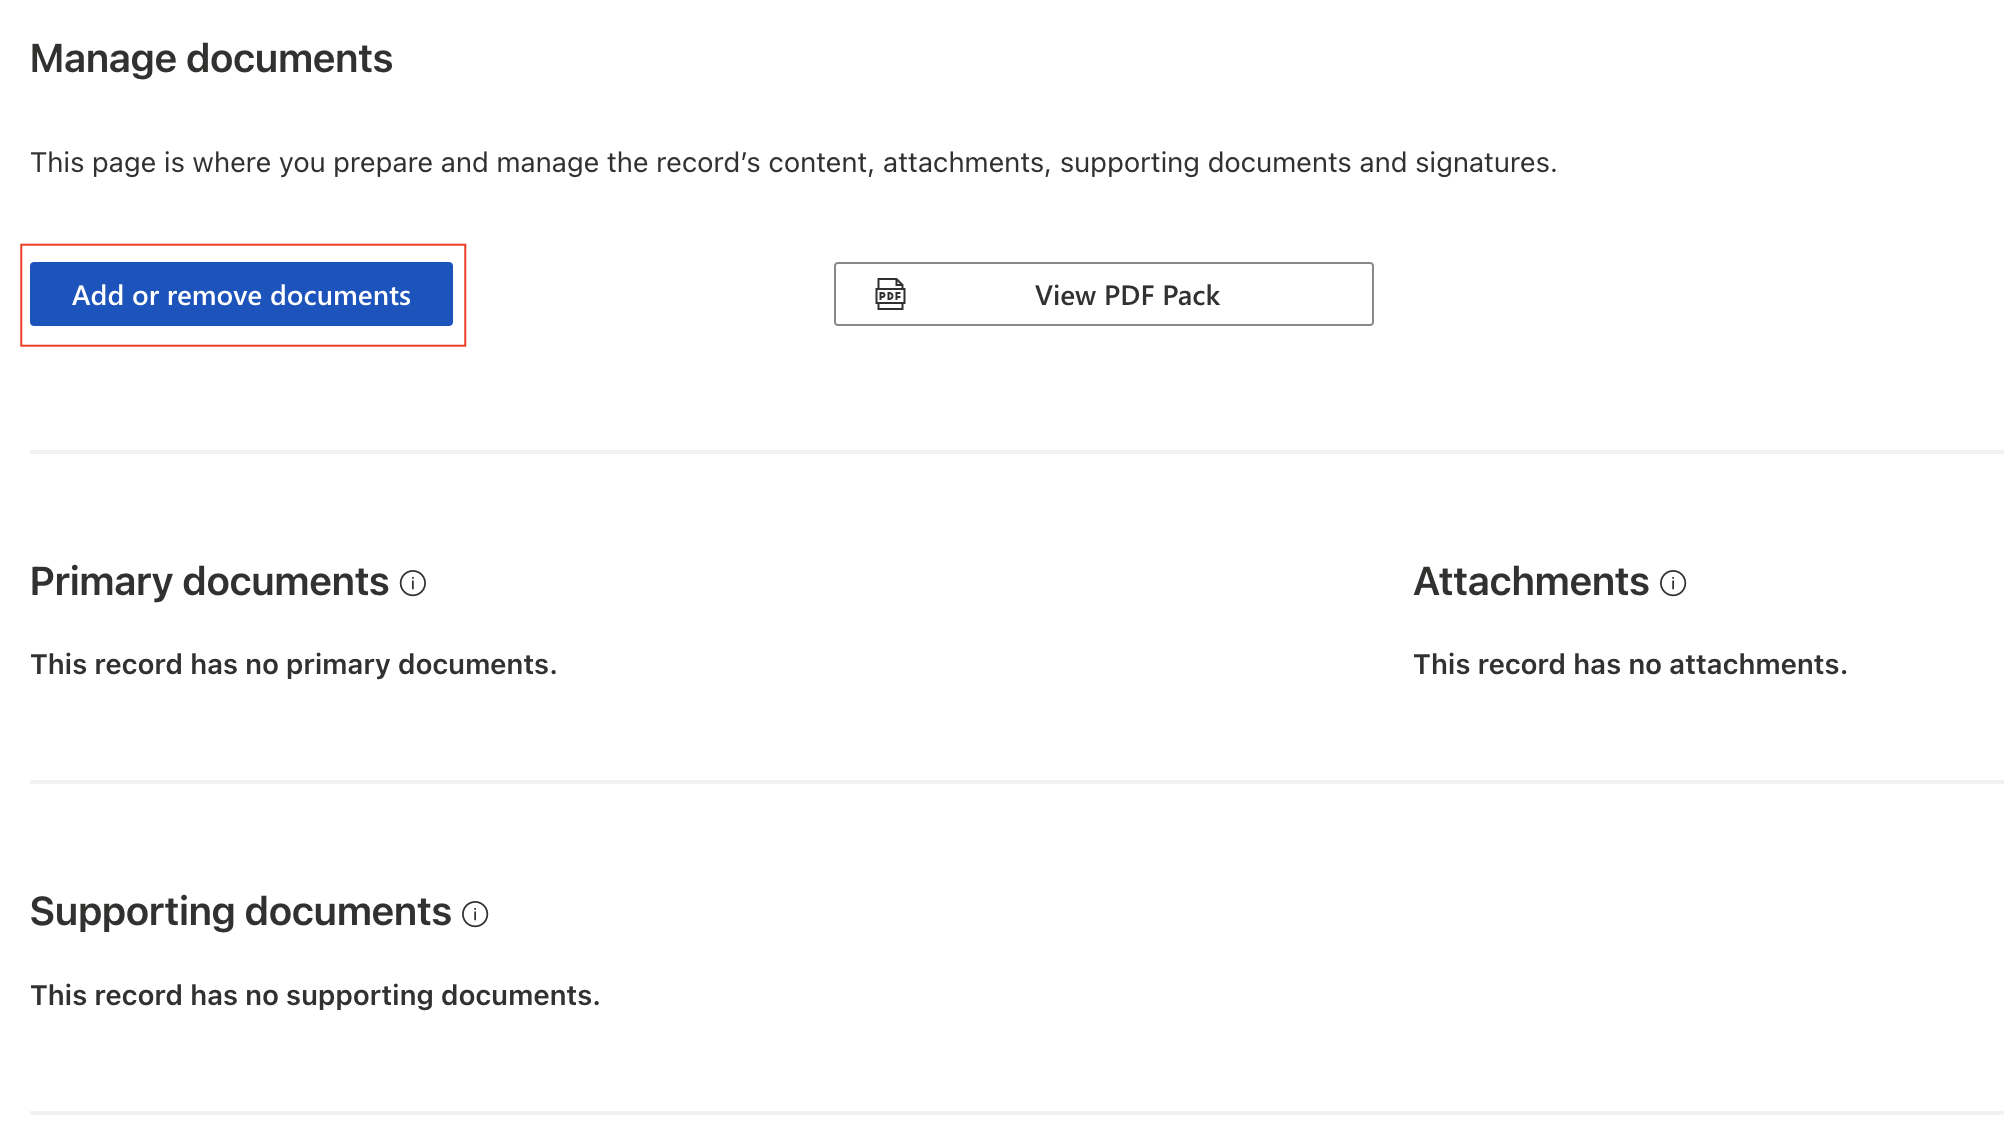 Manage documents
This page is where you prepare and manage the record’s content, attachments, supporting documents and signatures.
Add or remove documents
PDF
View PDF Pack
Primary documents
This record has no primary documents.
Attachments
This record has no attachments.
Supporting documents
This record has no supporting documents.